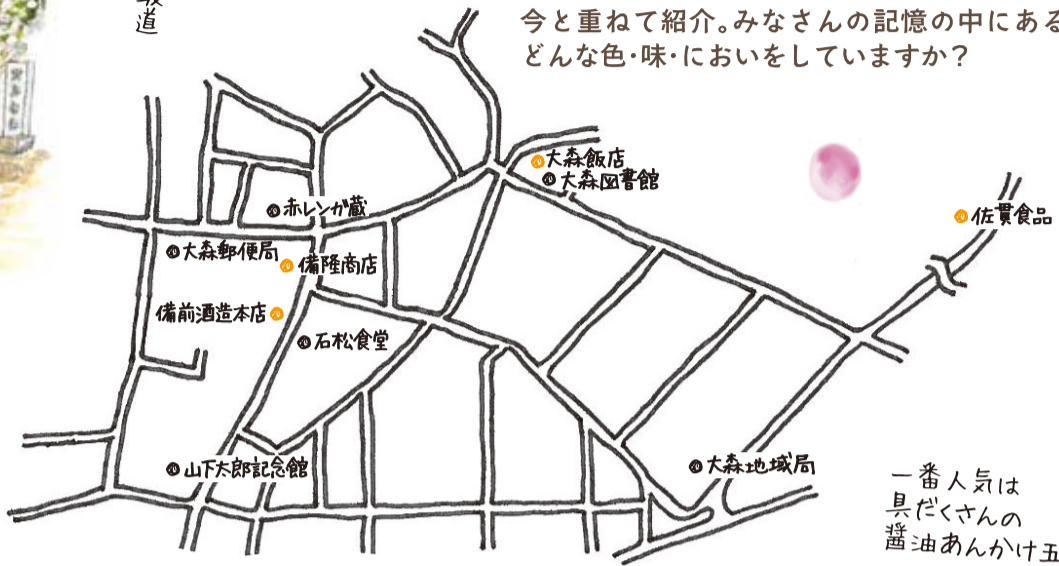 道
今と重ねて紹介。みなさんの記憶の中にある
どんな色・味・においをしていますか？
大森飯店
大森図書館
佐貫食品
赤レンガ蔵
大森郵便局
備隆商店
備前酒造本店
石松食堂
山下太郎記念館
大森地域局
一番人気は
具だくさんの
醤油あんかけ五